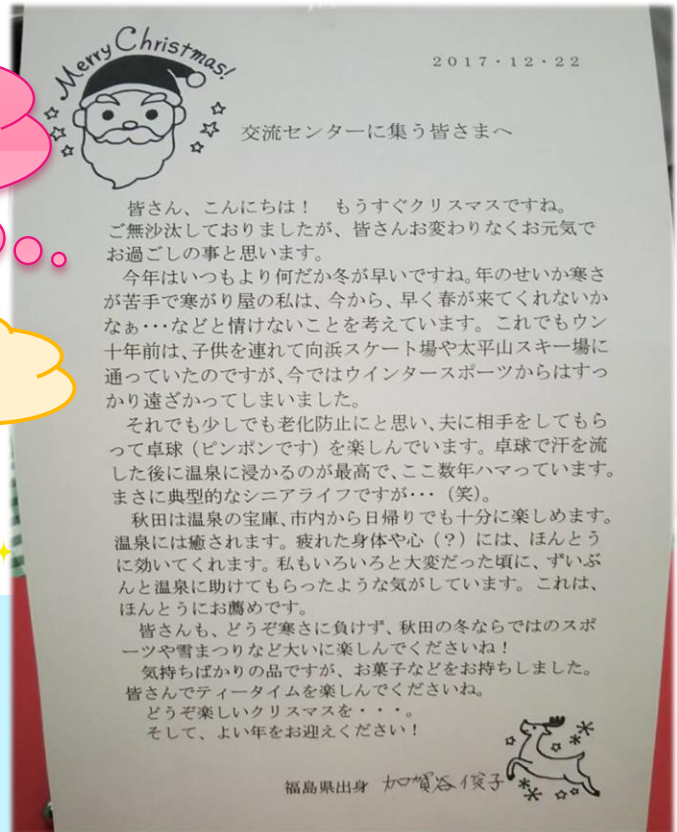 Merry Christmas!
2017・12・22
交流センターに集う皆さまへ
皆さん、こんにちは！　もうすぐクリスマスですね。
ご無沙汰しておりましたが、皆さんお変わりなくお元気で
お過ごしの事と思います。
今年はいつもより何だか冬が早いですね。年のせいか寒さ
が苦手で寒がり屋の私は、今から、早く春が来てくれないか
なぁ・・・などと情けないことを考えています。これでもウン
十年前は、子供を連れて向浜スケート場や太平山スキー場に
通っていたのですが、今ではウインタースポーツからはすっ
かり遠ざかってしまいました。
それでも少しでも老化防止にと思い、夫に相手をしてもら
って卓球（ピンポンです）を楽しんでいます。卓球で汗を流
した後に温泉に浸かるのが最高で、ここ数年ハマっています。
まさに典型的なシニアライフですが・・・（笑）。
秋田は温泉の宝庫、市内から日帰りでも十分に楽しめます。
温泉には癒されます。疲れた身体や心（？）には、ほんとう
に効いてくれます。私もいろいろと大変だった頃に、ずいぶ
んと温泉に助けてもらったような気がしています。これは、
ほんとうにお薦めです。
皆さんも、どうぞ寒さに負けず、秋田の冬ならではのスポ
ーツや雪まつりなど大いに楽しんでくださいね！
気持ちばかりの品ですが、お菓子などをお持ちしました。
皆さんでティータイムを楽しんでくださいね。
どうぞ楽しいクリスマスを・・・。
そして、よい年をお迎えください！
福島県出身　加賀谷俊子